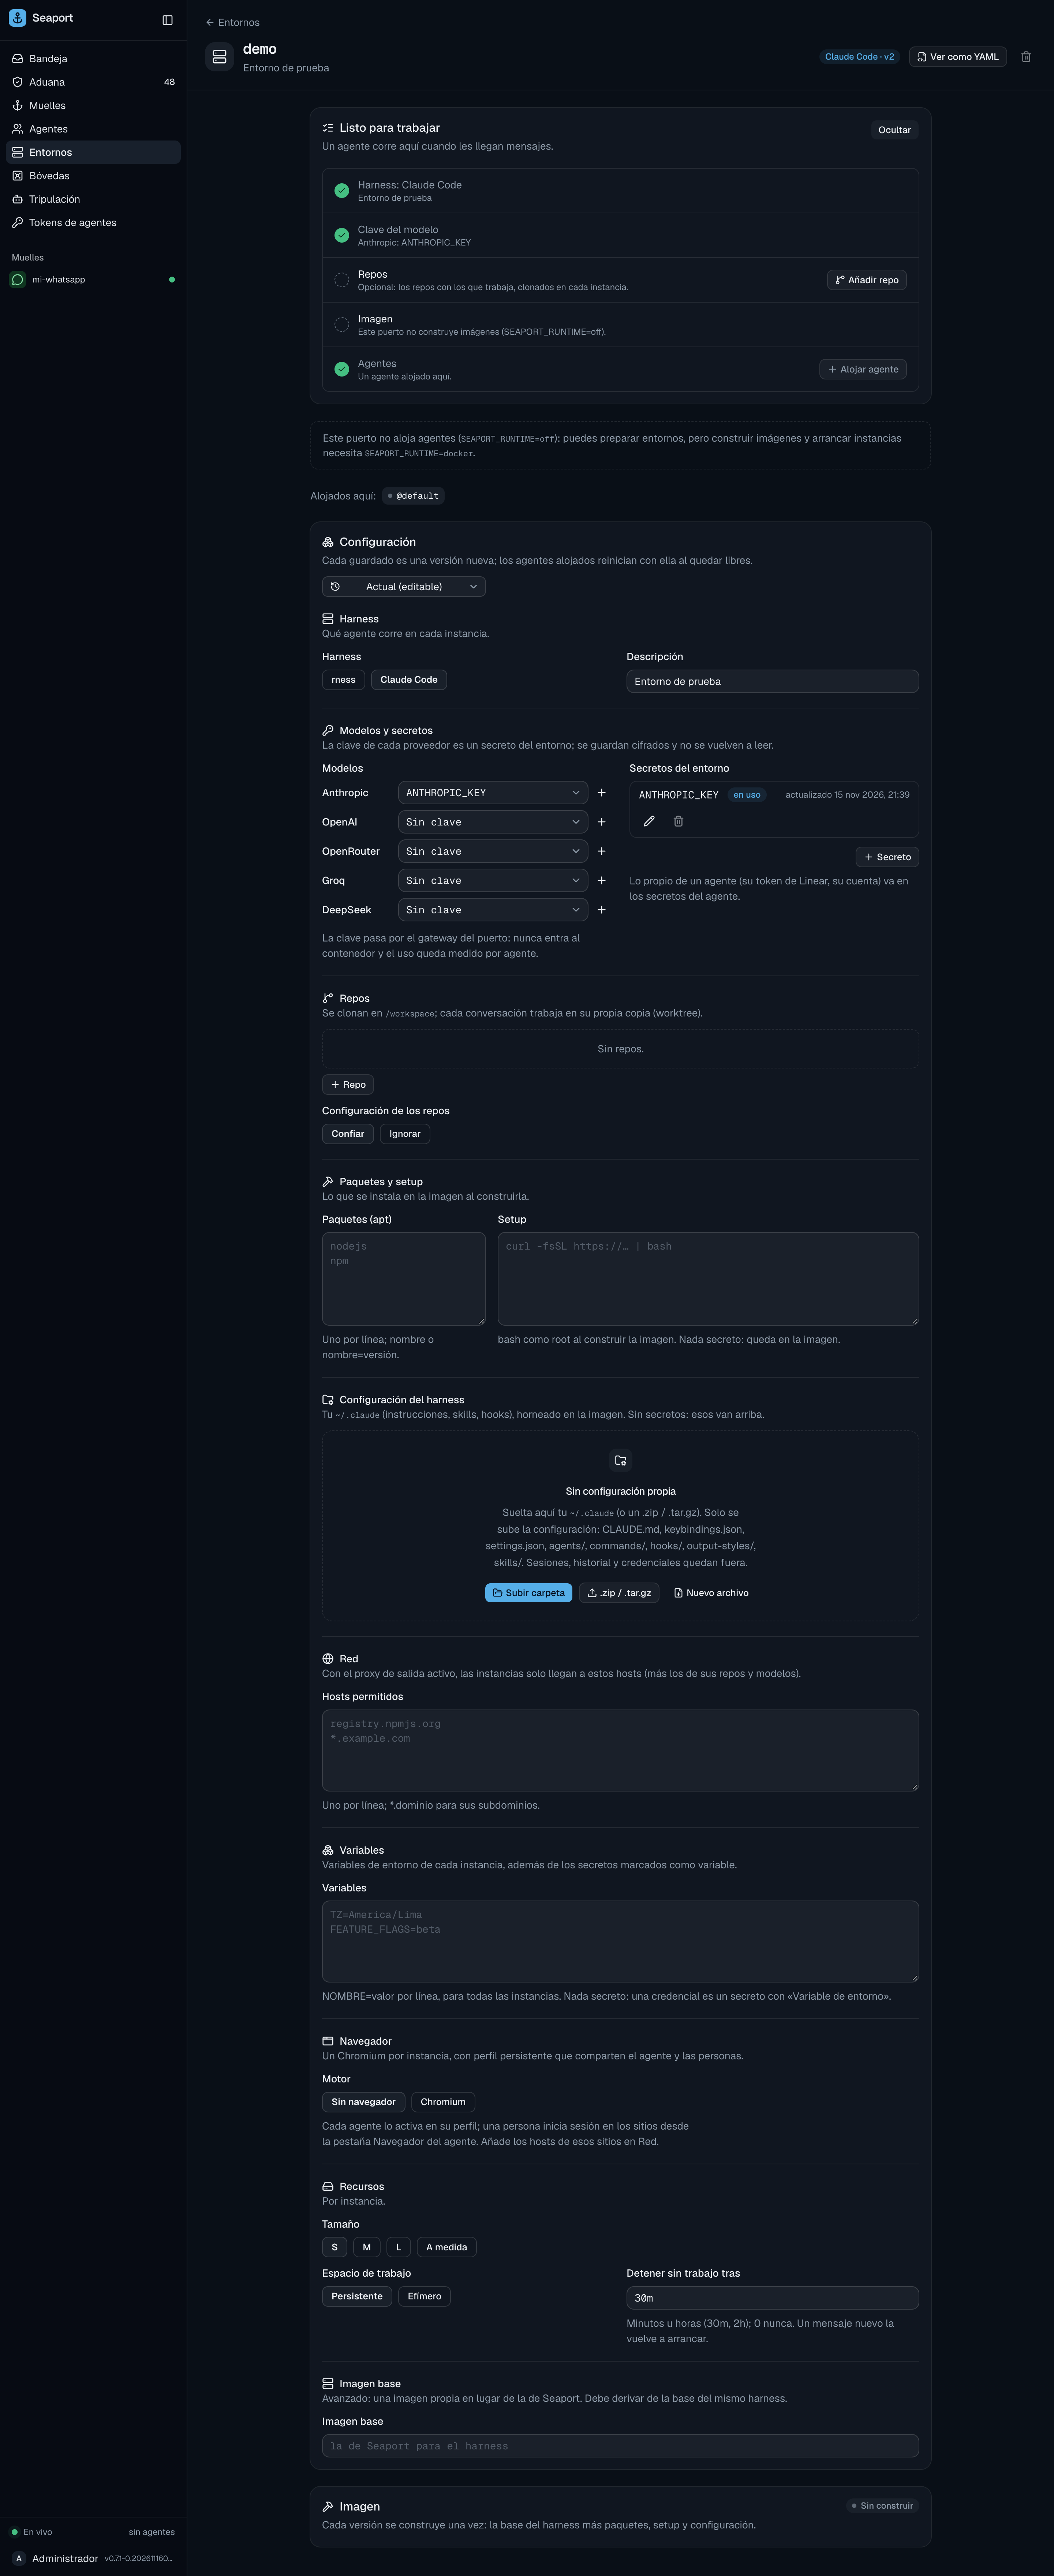 Seaport
Bandeja
Aduana 48
Muelles
Agentes
Entornos
Bóvedas
Tripulación
Tokens de agentes
Muelles
mi-whatsapp
En vivo sin agentes
A Administrador v0.7.1-0.202611160...
← Entornos
demo
Entorno de prueba
Claude Code · v2
Ver como YAML
Listo para trabajar
Ocultar
Un agente corre aquí cuando les llegan mensajes.
Harness: Claude Code
Entorno de prueba
Clave del modelo
Anthropic: ANTHROPIC_KEY
Repos
Opcional: los repos con los que trabaja, clonados en cada instancia.
Añadir repo
Imagen
Este puerto no construye imágenes (SEAPORT_RUNTIME=off).
Agentes
Un agente alojado aquí.
+ Alojar agente
Este puerto no aloja agentes (SEAPORT_RUNTIME=off): puedes preparar entornos, pero construir imágenes y arrancar instancias
necesita SEAPORT_RUNTIME=docker.
Alojados aquí: @default
Configuración
Cada guardado es una versión nueva; los agentes alojados reinician con ella al quedar libres.
Actual (editable)
Harness
Qué agente corre en cada instancia.
Harness
rness Claude Code
Descripción
Entorno de prueba
Modelos y secretos
La clave de cada proveedor es un secreto del entorno; se guardan cifrados y no se vuelven a leer.
Modelos
Anthropic ANTHROPIC_KEY +
OpenAI Sin clave +
OpenRouter Sin clave +
Groq Sin clave +
DeepSeek Sin clave +
La clave pasa por el gateway del puerto: nunca entra al
contenedor y el uso queda medido por agente.
Secretos del entorno
ANTHROPIC_KEY en uso actualizado 15 nov 2026, 21:39
+ Secreto
Lo propio de un agente (su token de Linear, su cuenta) va en
los secretos del agente.
Repos
Se clonan en /workspace; cada conversación trabaja en su propia copia (worktree).
Sin repos.
+ Repo
Configuración de los repos
Confiar Ignorar
Paquetes y setup
Lo que se instala en la imagen al construirla.
Paquetes (apt)
nodejs
npm
Uno por línea; nombre o
nombre=versión.
Setup
curl -fsSL https://… | bash
bash como root al construir la imagen. Nada secreto: queda en la imagen.
Configuración del harness
Tu ~/.claude (instrucciones, skills, hooks), horneado en la imagen. Sin secretos: esos van arriba.
Sin configuración propia
Suelta aquí tu ~/.claude (o un .zip / .tar.gz). Solo se
sube la configuración: CLAUDE.md, keybindings.json,
settings.json, agents/, commands/, hooks/, output-styles/,
skills/. Sesiones, historial y credenciales quedan fuera.
Subir carpeta .zip / .tar.gz Nuevo archivo
Red
Con el proxy de salida activo, las instancias solo llegan a estos hosts (más los de sus repos y modelos).
Hosts permitidos
registry.npmjs.org
*.example.com
Uno por línea; *.dominio para sus subdominios.
Variables
Variables de entorno de cada instancia, además de los secretos marcados como variable.
Variables
TZ=America/Lima
FEATURE_FLAGS=beta
NOMBRE=valor por línea, para todas las instancias. Nada secreto: una credencial es un secreto con «Variable de entorno».
Navegador
Un Chromium por instancia, con perfil persistente que comparten el agente y las personas.
Motor
Sin navegador Chromium
Cada agente lo activa en su perfil; una persona inicia sesión en los sitios desde
la pestaña Navegador del agente. Añade los hosts de esos sitios en Red.
Recursos
Por instancia.
Tamaño
S M L A medida
Espacio de trabajo
Persistente Efímero
Detener sin trabajo tras
30m
Minutos u horas (30m, 2h); 0 nunca. Un mensaje nuevo la
vuelve a arrancar.
Imagen base
Avanzado: una imagen propia en lugar de la de Seaport. Debe derivar de la base del mismo harness.
Imagen base
la de Seaport para el harness
Imagen
Sin construir
Cada versión se construye una vez: la base del harness más paquetes, setup y configuración.